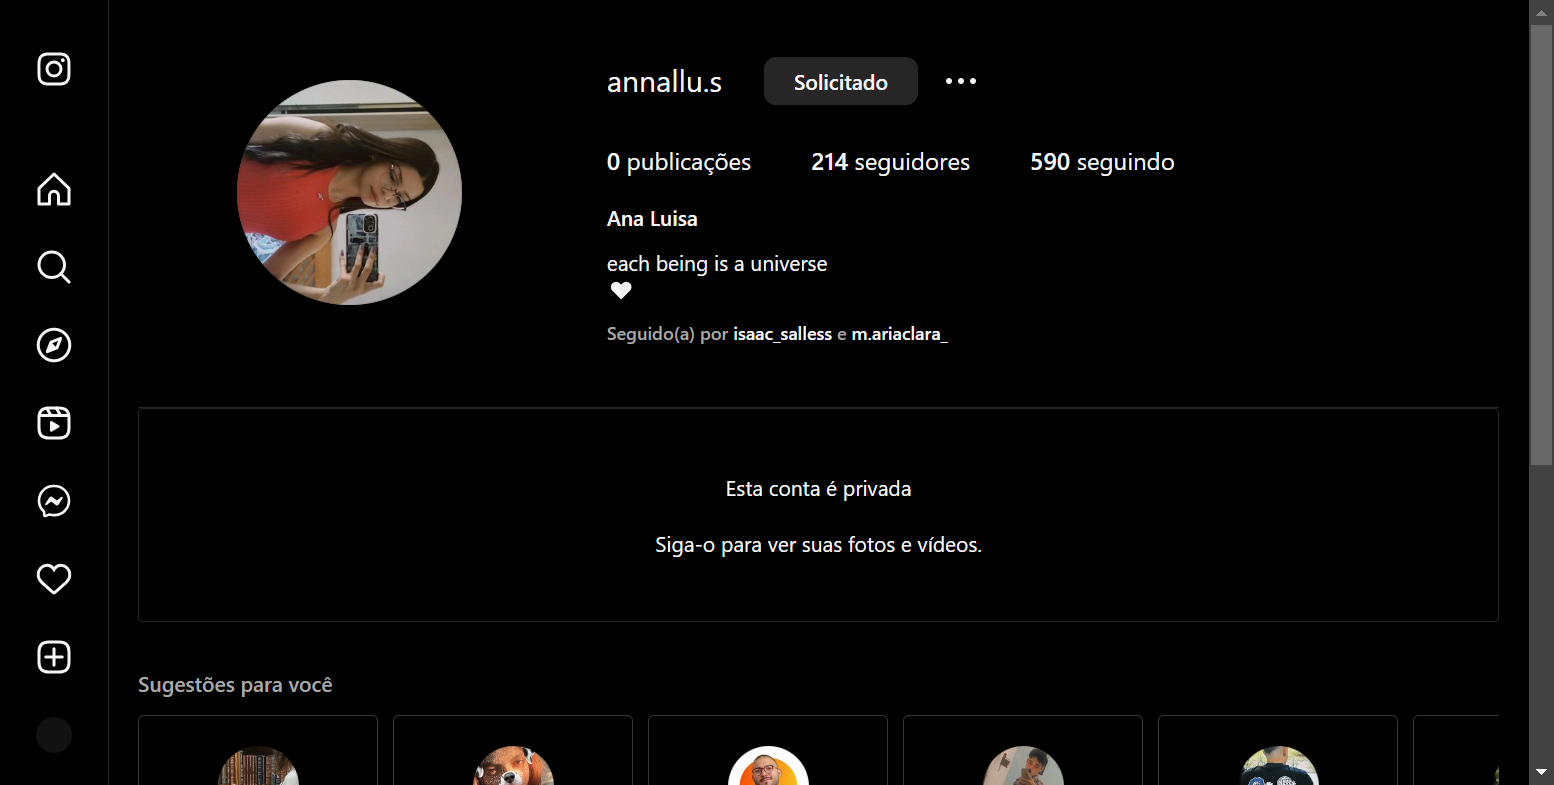 annallu.s Solicitado
0 publicações 214 seguidores 590 seguindo
Ana Luisa
each being is a universe
Seguido(a) por isaac_salless e m.ariaclara_
Esta conta é privada
Siga-o para ver suas fotos e vídeos.
Sugestões para você